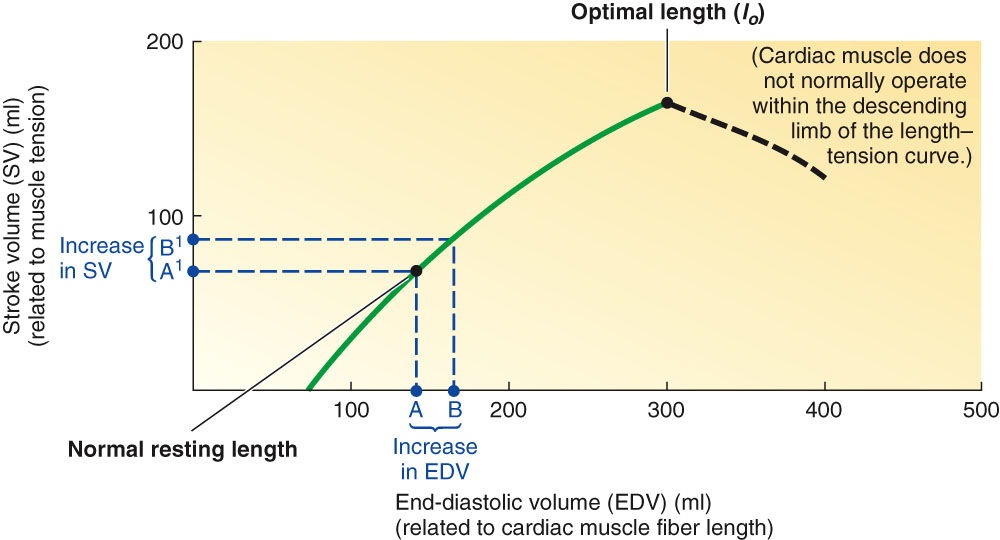 Optimal length (lo)
200
(Cardiac muscle does
not normally operate
within the descending
limb of the length–
tension curve.)
Stroke volume (SV) (ml)
(related to muscle tension)
100
Increase
in SV
B1
A1
100
A
B
200
300
400
500
Normal resting length
Increase
in EDV
End-diastolic volume (EDV) (ml)
(related to cardiac muscle fiber length)